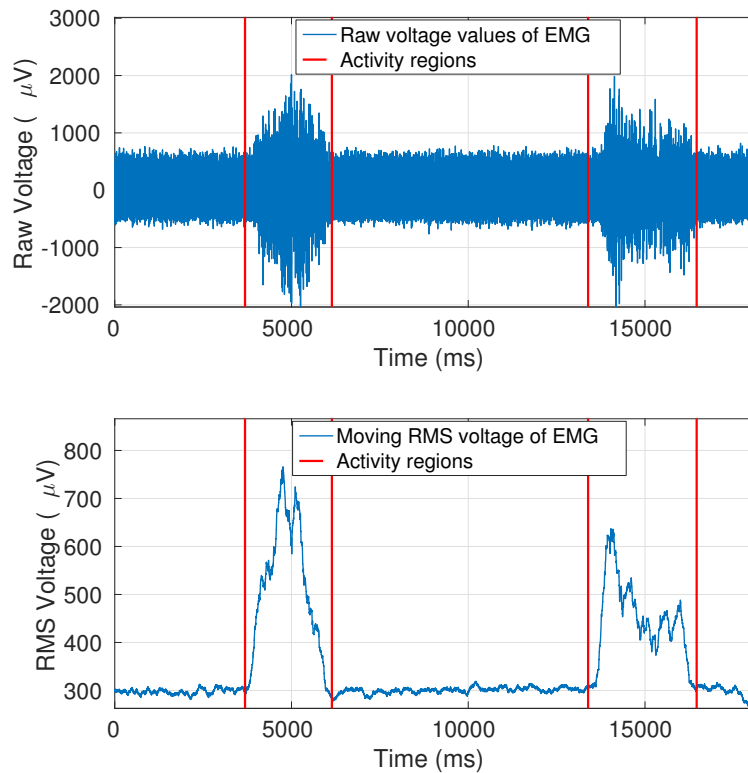 3000
Raw voltage values of EMG
Activity regions
2000
1000
0
-1000
-2000
Raw Voltage ( μV)
0 5000 10000 15000
Time (ms)
Moving RMS voltage of EMG
Activity regions
800
700
600
500
400
300
RMS Voltage ( μV)
0 5000 10000 15000
Time (ms)